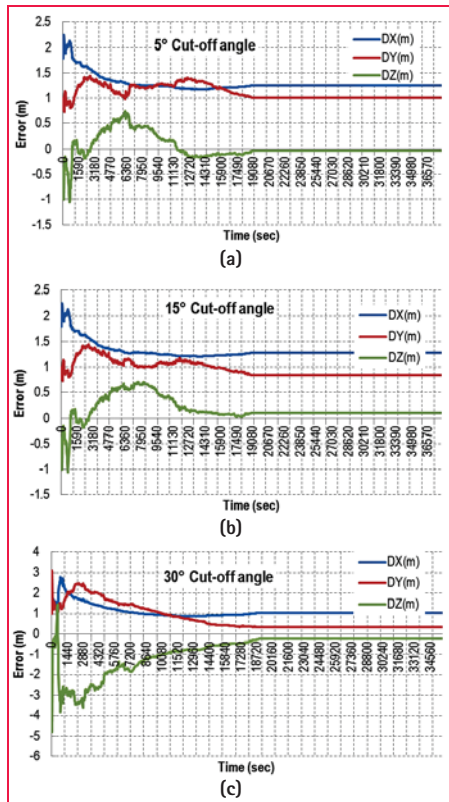 5° Cut-off angle
DX(m)
DY(m)
DZ(m)
Error (m)
2.5
2
1.5
1
0.5
0
-0.5
-1
-1.5
0 1590 3180 4770 6360 7950 9540 11130 12720 14310 15900 17490 19080 20670 22260 23850 25440 27030 28620 30210 31800 33390 34980 36570
Time (sec)
(a)
15° Cut-off angle
DX(m)
DY(m)
DZ(m)
Error (m)
2.5
2
1.5
1
0.5
0
-0.5
-1
-1.5
0 1590 3180 4770 6360 7950 9540 11130 12720 14310 15900 17490 19080 20670 22260 23850 25440 27030 28620 30210 31800 33390 34980 36570
Time (sec)
(b)
30° Cut-off angle
DX(m)
DY(m)
DZ(m)
Error (m)
4
3
2
1
0
-1
-2
-3
-4
-5
-6
0 1440 2880 4320 5760 7200 8640 10080 11520 12960 14400 15840 17280 18720 20160 21600 23040 24480 25920 27360 28800 30240 31680 33120 34560
Time (sec)
(c)